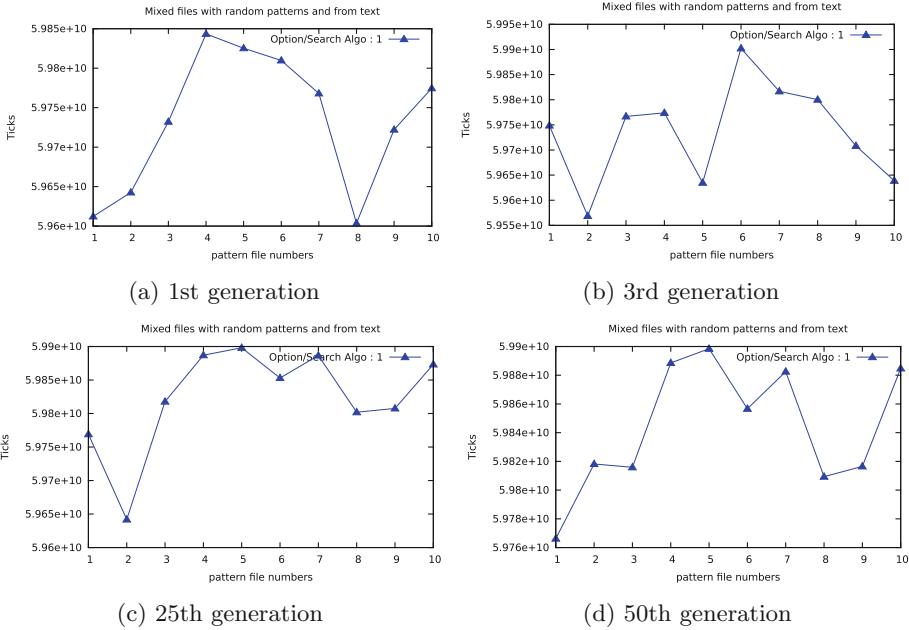 Mixed files with random patterns and from text
5.985e+10
5.98e+10
5.975e+10
5.97e+10
5.965e+10
5.96e+10
Ticks
Option/Search Algo : 1
1 2 3 4 5 6 7 8 9 10
pattern file numbers
(a) 1st generation
Mixed files with random patterns and from text
5.995e+10
5.99e+10
5.985e+10
5.98e+10
5.975e+10
5.97e+10
5.965e+10
5.96e+10
5.955e+10
Ticks
Option/Search Algo : 1
1 2 3 4 5 6 7 8 9 10
pattern file numbers
(b) 3rd generation
Mixed files with random patterns and from text
5.99e+10
5.985e+10
5.98e+10
5.975e+10
5.97e+10
5.965e+10
5.96e+10
Ticks
Option/Search Algo : 1
1 2 3 4 5 6 7 8 9 10
pattern file numbers
(c) 25th generation
Mixed files with random patterns and from text
5.99e+10
5.988e+10
5.986e+10
5.984e+10
5.982e+10
5.98e+10
5.978e+10
5.976e+10
Ticks
Option/Search Algo : 1
1 2 3 4 5 6 7 8 9 10
pattern file numbers
(d) 50th generation